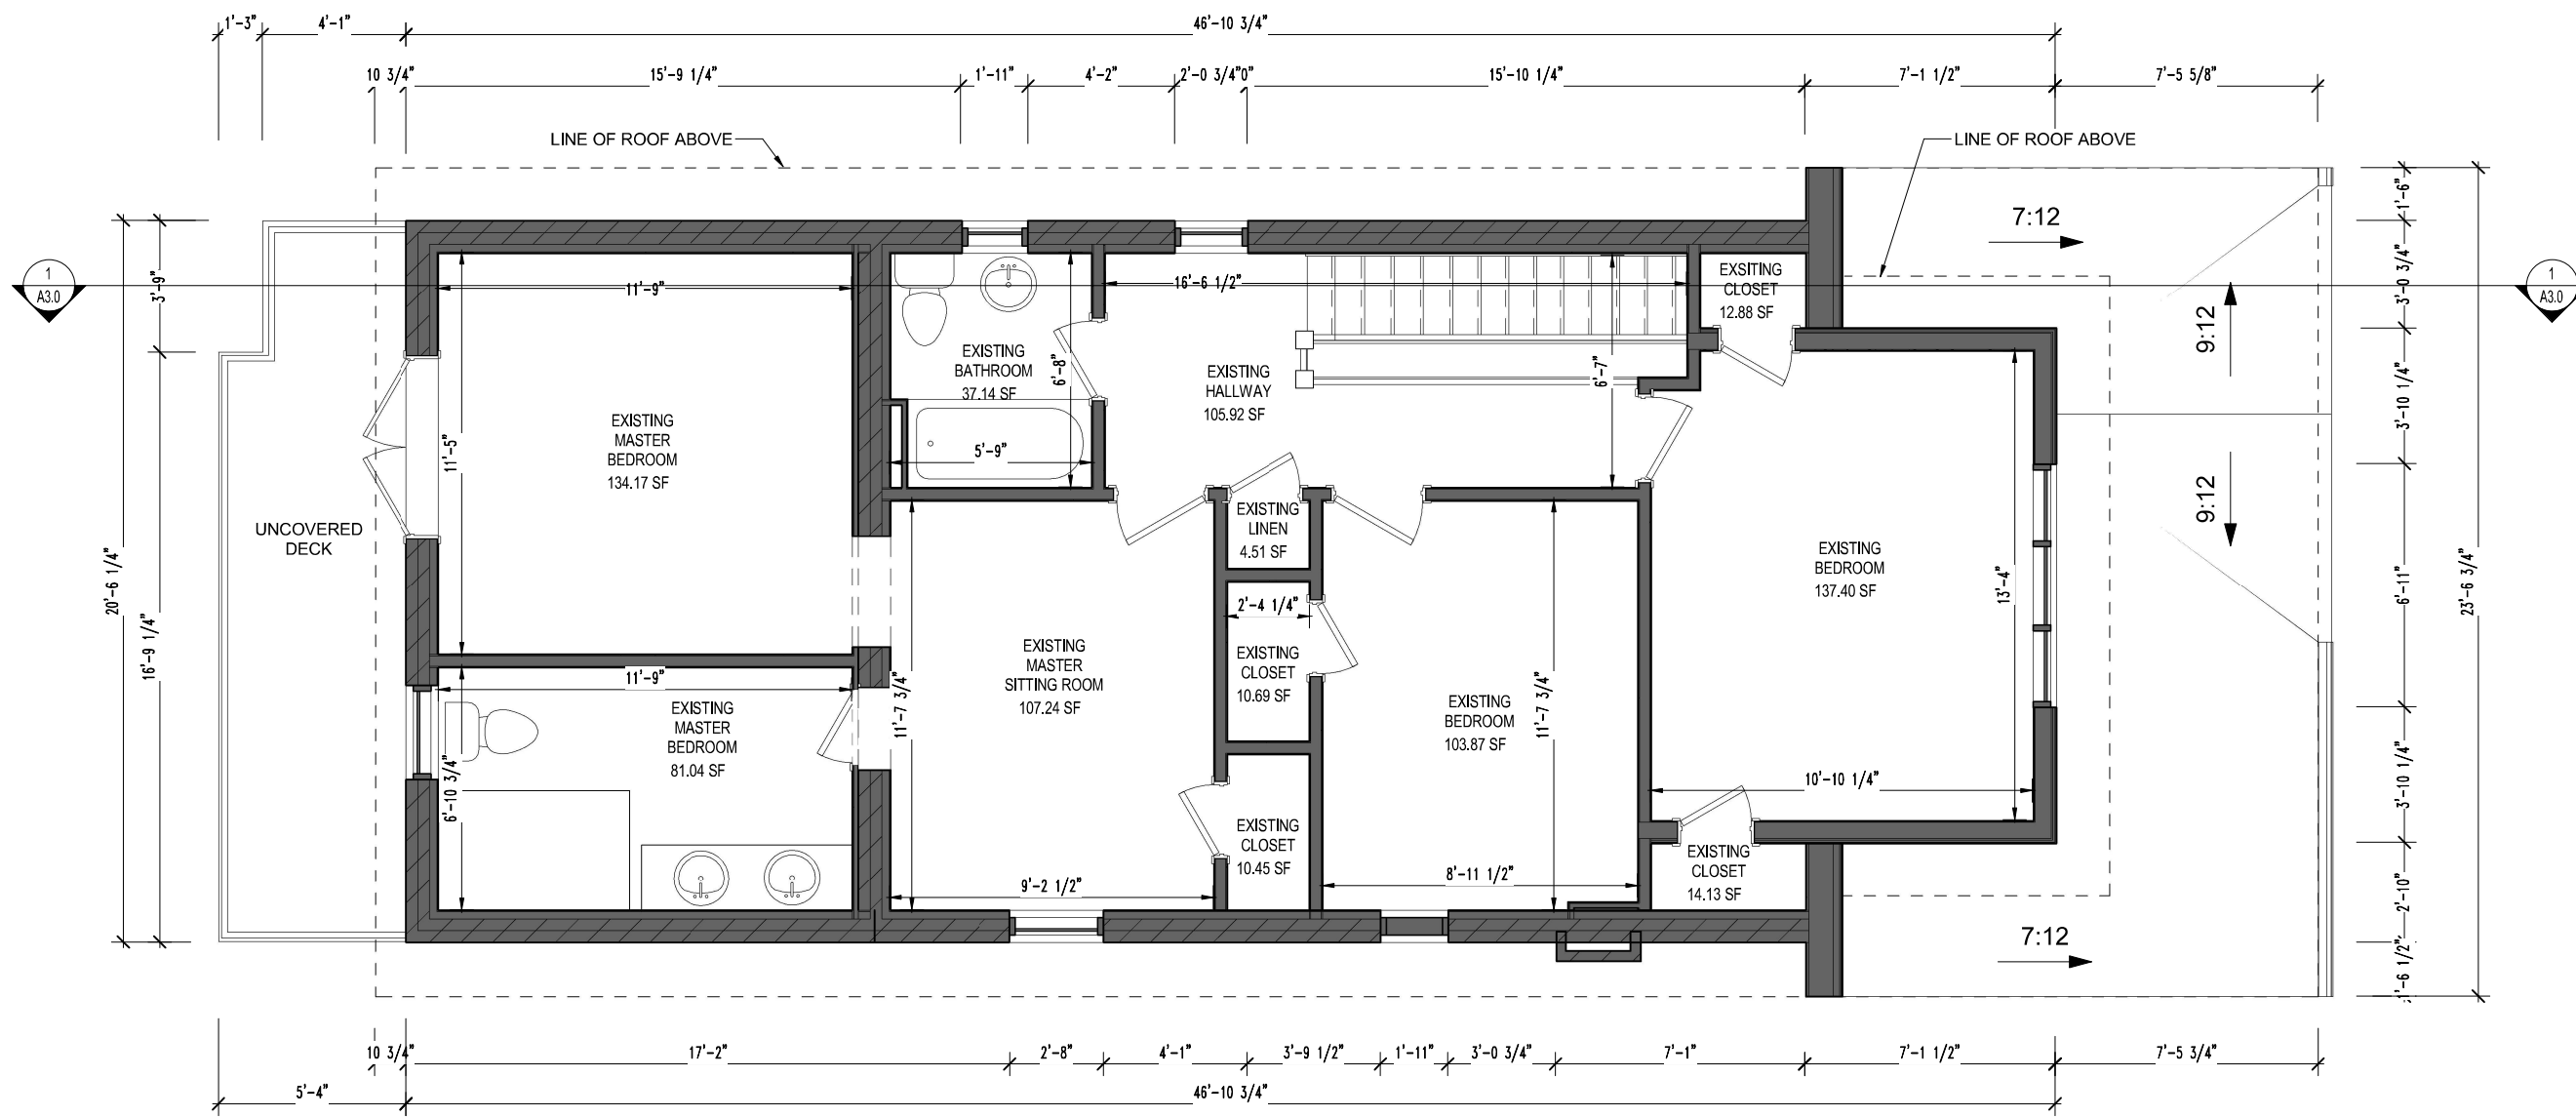 1'-3"
4'-1"
46'-10 3/4"
10 3/4"
15'-9 1/4"
1'-11"
4'-2"
2'-0 3/4"0"
15'-10 1/4"
7'-1 1/2"
7'-5 5/8"
LINE OF ROOF ABOVE
LINE OF ROOF ABOVE
1
A3.0
1
A3.0
20'-6 1/4"
3'-9"
16'-9 1/4"
UNCOVERED
DECK
11'-9"
11'-5"
EXISTING
MASTER
BEDROOM
134.17 SF
EXISTING
BATHROOM
37.14 SF
6'-8"
5'-9"
16'-6 1/2"
EXISTING
HALLWAY
105.92 SF
6'-7"
EXSITING
CLOSET
12.88 SF
7:12
9:12
9:12
7:12
11'-9"
6'-10 3/4"
EXISTING
MASTER
BEDROOM
81.04 SF
11'-7 3/4"
EXISTING
MASTER
SITTING ROOM
107.24 SF
9'-2 1/2"
EXISTING
LINEN
4.51 SF
2'-4 1/4"
EXISTING
CLOSET
10.69 SF
EXISTING
CLOSET
10.45 SF
EXISTING
BEDROOM
103.87 SF
11'-7 3/4"
8'-11 1/2"
EXISTING
BEDROOM
137.40 SF
13'-4"
10'-10 1/4"
EXISTING
CLOSET
14.13 SF
1'-6"
3'-0 3/4"
3'-10 1/4"
6'-11"
3'-10 1/4"
2'-10"
1'-6 1/2"
23'-6 3/4"
10 3/4"
17'-2"
2'-8"
4'-1"
3'-9 1/2"
1'-11"
3'-0 3/4"
7'-1"
7'-1 1/2"
7'-5 3/4"
5'-4"
46'-10 3/4"